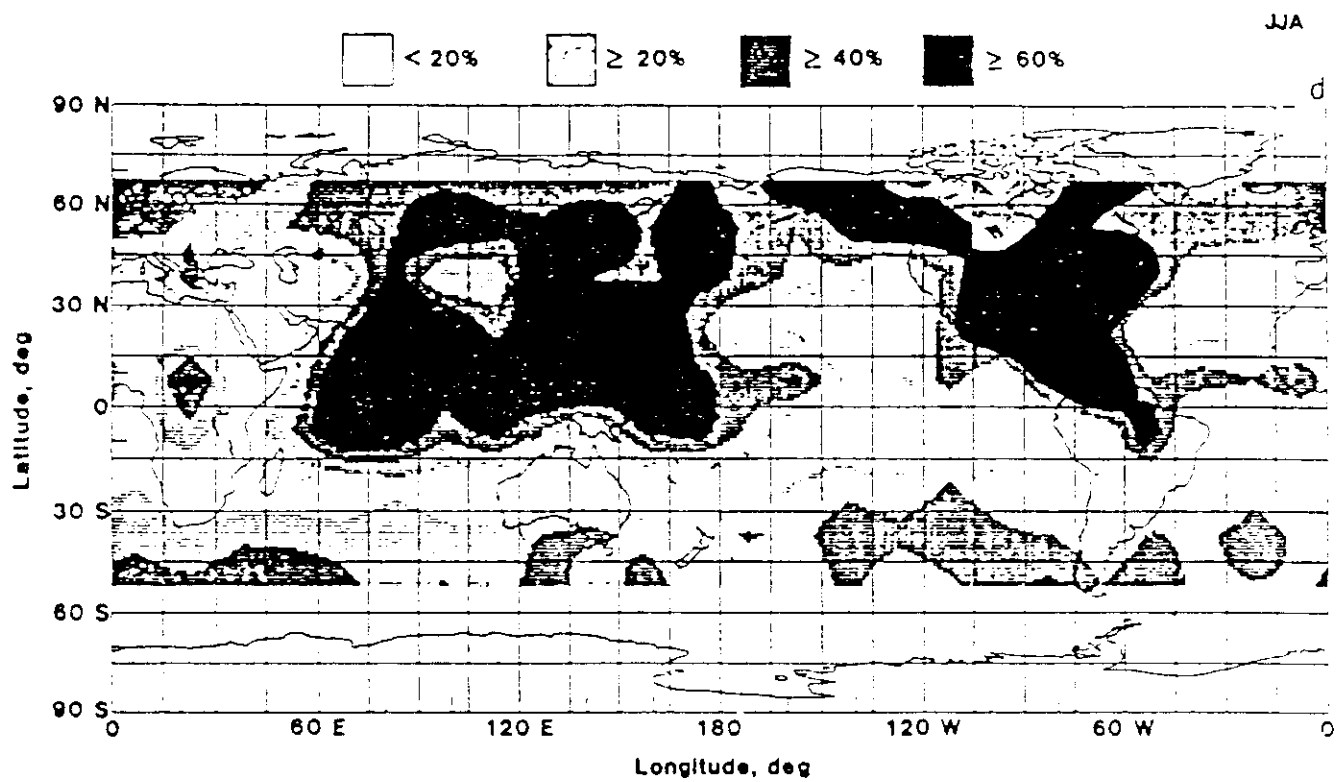 JJA
< 20% ≥ 20% ≥ 40% ≥ 60%
d
90 N
60 N
30 N
0
30 S
60 S
90 S
Latitude, deg
0 60 E 120 E 180 120 W 60 W 0
Longitude, deg